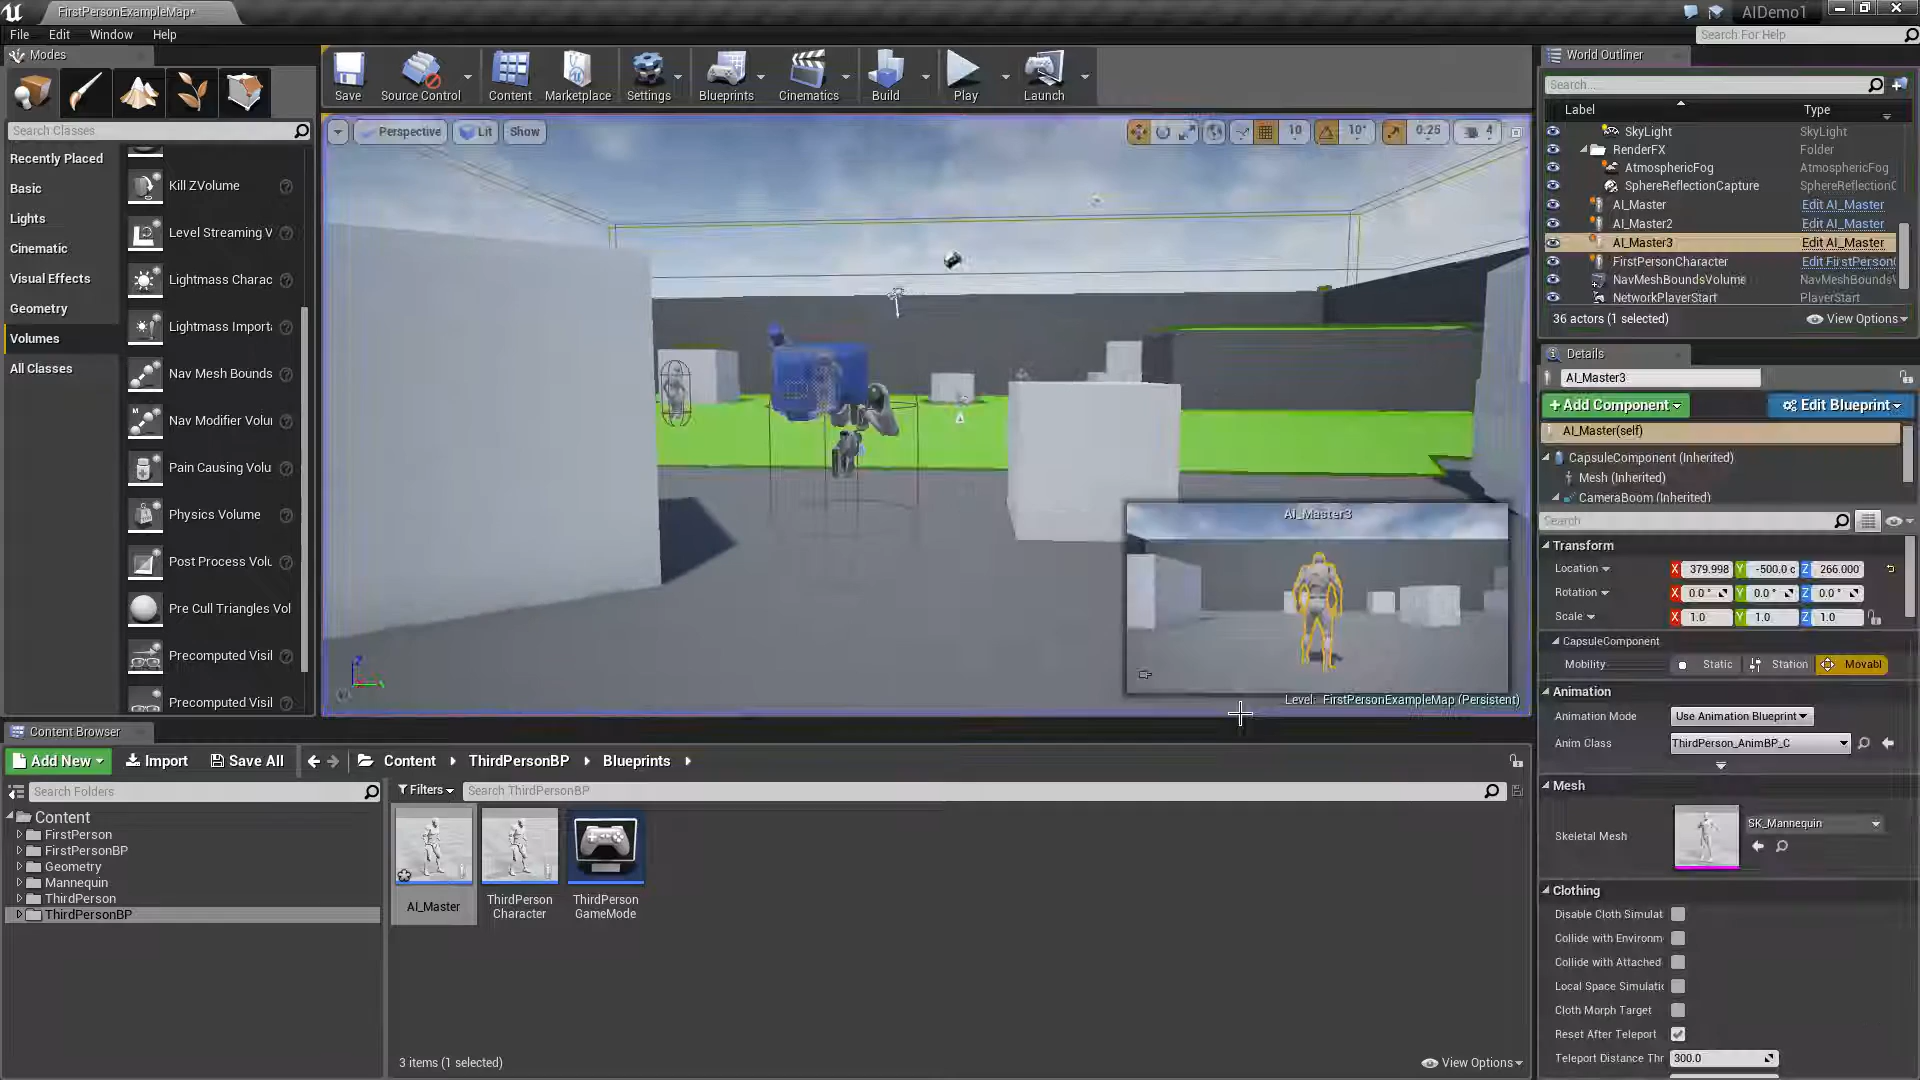 FirstPersonExampleMap*
AIDemo1
File
Edit
Window
Help
Search For Help
Modes
Save
Source Control
Content
Marketplace
Settings
Blueprints
Cinematics
Build
Play
Launch
World Outliner
Search...
Label
Type
SkyLight
SkyLight
RenderFX
Folder
AtmosphericFog
AtmosphericFog
SphereReflectionCapture
SphereReflectionC
AI_Master
Edit AI_Master
AI_Master2
Edit AI_Master
AI_Master3
Edit AI_Master
FirstPersonCharacter
Edit FirstPerson
NavMeshBoundsVolume
NavMeshBounds
NetworkPlayerStart
PlayerStart
36 actors (1 selected)
View Options
Search Classes
Recently Placed
Basic
Lights
Cinematic
Visual Effects
Geometry
Volumes
All Classes
Kill ZVolume
Level Streaming V
Lightmass Charac
Lightmass Import
Nav Mesh Bounds
Nav Modifier Volu
Pain Causing Volu
Physics Volume
Post Process Volu
Pre Cull Triangles Vol
Precomputed Visil
Precomputed Visil
Perspective
Lit
Show
10
10°
0.25
4
AI_Master3
Level: FirstPersonExampleMap (Persistent)
Details
AI_Master3
+ Add Component
Edit Blueprint
AI_Master(self)
CapsuleComponent (Inherited)
Mesh (Inherited)
CameraBoom (Inherited)
Search
Transform
Location
X
379.998
Y
-500.0 c
Z
266.000
Rotation
X
0.0 °
Y
0.0 °
Z
0.0 °
Scale
X
1.0
Y
1.0
Z
1.0
CapsuleComponent
Mobility
Static
Station
Movabl
Animation
Animation Mode
Use Animation Blueprint
Anim Class
ThirdPerson_AnimBP_C
Mesh
Skeletal Mesh
SK_Mannequin
Clothing
Disable Cloth Simulat
Collide with Environm
Collide with Attached
Local Space Simulati
Cloth Morph Target
Reset After Teleport
Teleport Distance Thr
300.0
Content Browser
Add New
Import
Save All
Content
ThirdPersonBP
Blueprints
Search Folders
Filters
Search ThirdPersonBP
Content
FirstPerson
FirstPersonBP
Geometry
Mannequin
ThirdPerson
ThirdPersonBP
AI_Master
ThirdPerson
Character
ThirdPerson
GameMode
3 items (1 selected)
View Options